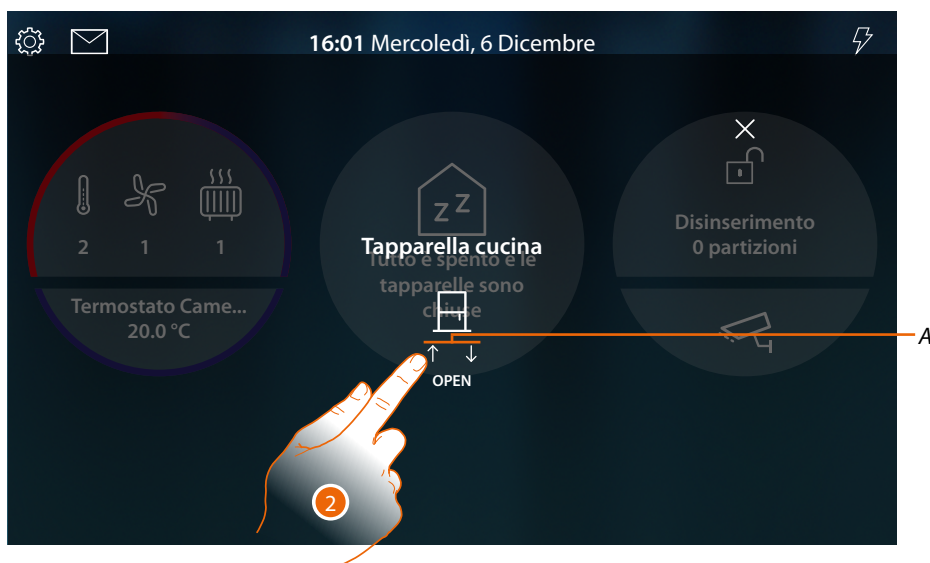 16:01 Mercoledì, 6 Dicembre
2 1 1
Termostato Came...
20.0 °C
z Z
Tapparella cucina
Tutto è spento e le
tapparelle sono
chiuse
OPEN
Disinserimento
0 partizioni
A
2